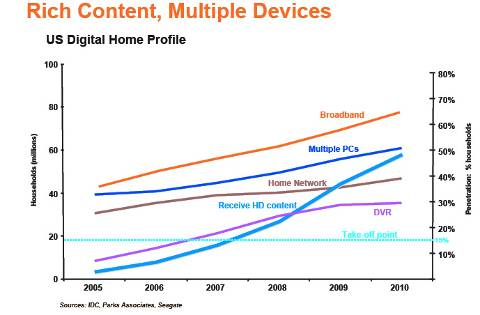 Rich Content, Multiple Devices
US Digital Home Profile
100
80
60
40
20
0
Households (millions)
80%
70%
60%
50%
40%
30%
20%
15%
10%
Penetration: % households
Broadband
Multiple PCs
Home Network
Receive HD content
DVR
Take-off point
2005 2006 2007 2008 2009 2010
Sources: IDC, Parks Associates, Seagate